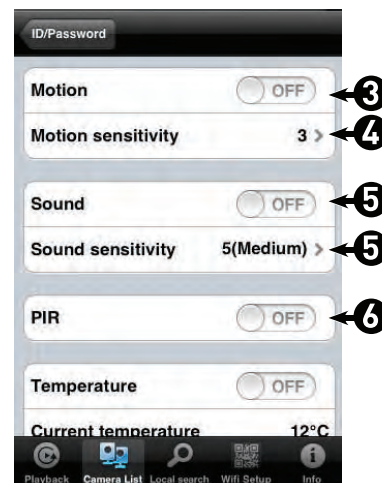 ID/Password
Motion OFF 3
Motion sensitivity 3 > 4
Sound OFF 5
Sound sensitivity 5(Medium) > 5
PIR OFF 6
Temperature OFF
Current temperature 12°C
Playback Camera List Local search Wifi Setup Info